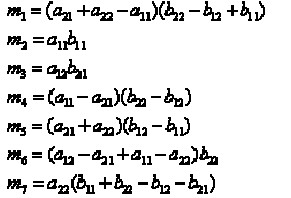 m₁ = (a₂₁ + a₂₂ − a₁₁)(b₂₂ − b₁₂ + b₁₁)
m₂ = a₁₁b₁₁
m₃ = a₁₂b₂₁
m₄ = (a₁₁ − a₂₁)(b₂₂ − b₁₂)
m₅ = (a₂₁ + a₂₂)(b₁₂ − b₁₁)
m₆ = (a₁₂ − a₂₁ + a₁₁ − a₂₂)b₂₂
m₇ = a₂₂(b₁₁ + b₂₂ − b₁₂ − b₂₁)